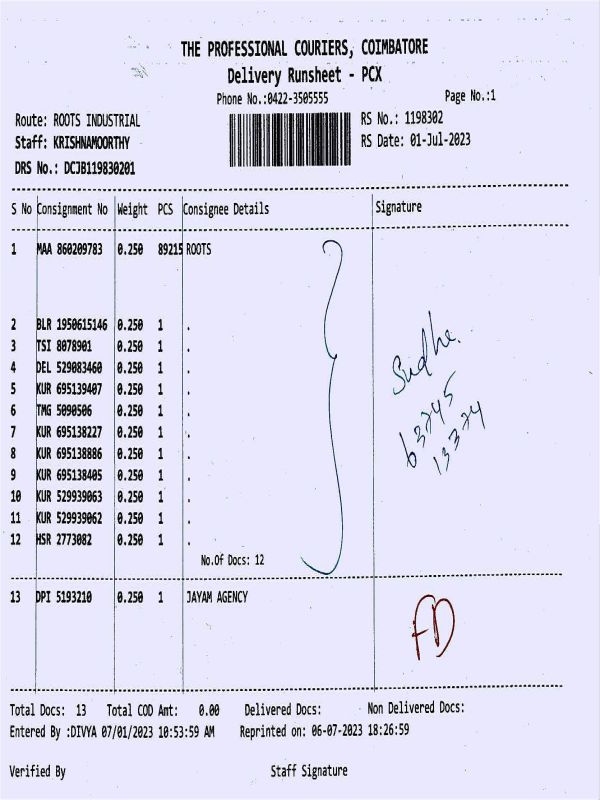 THE PROFESSIONAL COURIERS, COIMBATORE
Delivery Runsheet - PCX
Phone No.:0422-3505555 Page No.:1
Route: ROOTS INDUSTRIAL RS No.: 1198302
Staff: KRISHNAMOORTHY RS Date: 01-Jul-2023
DRS No.: DCJB119830201
S No Consignment No Weight PCS Consignee Details Signature
1 MAA 860209783 0.250 89215 ROOTS
2 BLR 1950615146 0.250 1 .
3 TSI 8078901 0.250 1 .
4 DEL 529083460 0.250 1 .
5 KUR 695139407 0.250 1 .
6 TMG 5090506 0.250 1 .
7 KUR 695138227 0.250 1 .
8 KUR 695138886 0.250 1 .
9 KUR 695138405 0.250 1 .
10 KUR 529939063 0.250 1 .
11 KUR 529939062 0.250 1 .
12 HSR 2773082 0.250 1 .
Sudha.
63745
13374
No.Of Docs: 12
13 DPI 5193210 0.250 1 JAYAM AGENCY
FD
Total Docs: 13 Total COD Amt: 0.00 Delivered Docs: Non Delivered Docs:
Entered By :DIVYA 07/01/2023 10:53:59 AM Reprinted on: 06-07-2023 18:26:59
Verified By Staff Signature